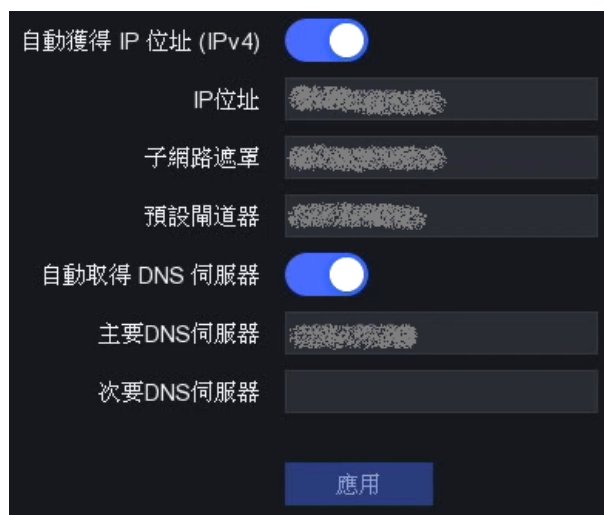 自動獲得 IP 位址 (IPv4)
IP位址
子網路遮罩
預設閘道器
自動取得 DNS 伺服器
主要DNS伺服器
次要DNS伺服器
應用